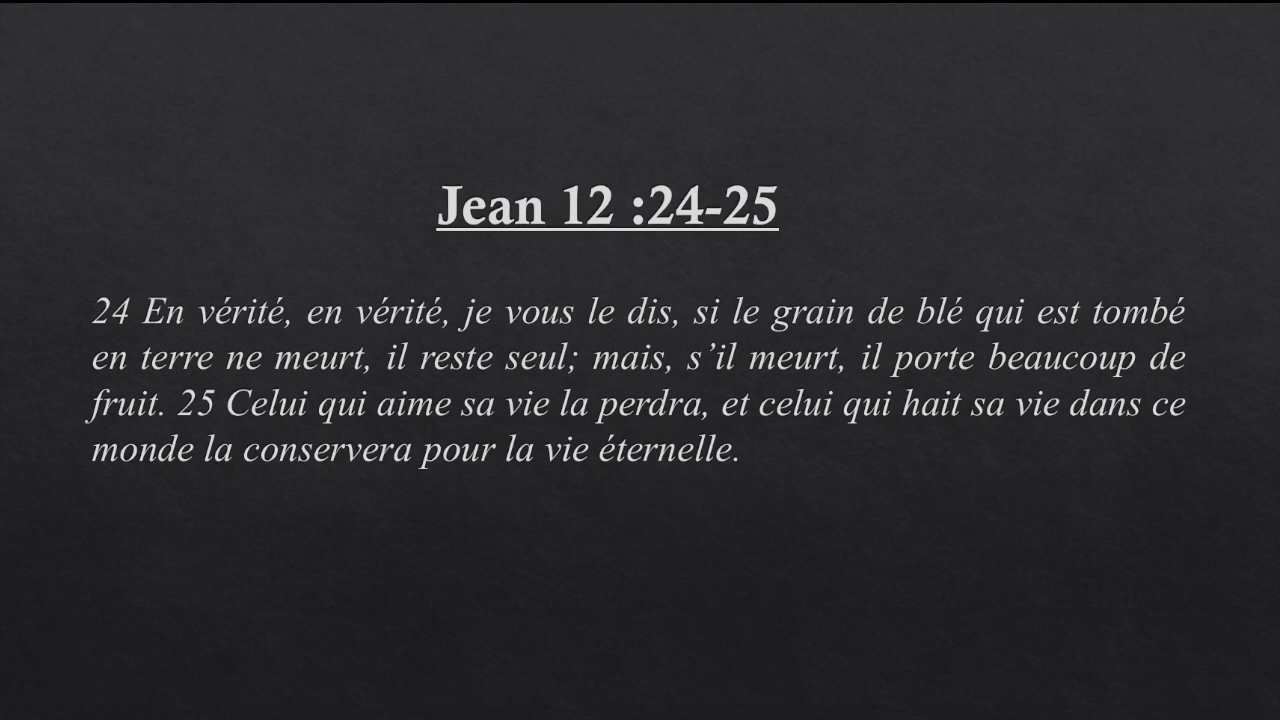 Jean 12 :24-25
24 En vérité, en vérité, je vous le dis, si le grain de blé qui est tombé
en terre ne meurt, il reste seul; mais, s’il meurt, il porte beaucoup de
fruit. 25 Celui qui aime sa vie la perdra, et celui qui hait sa vie dans ce
monde la conservera pour la vie éternelle.